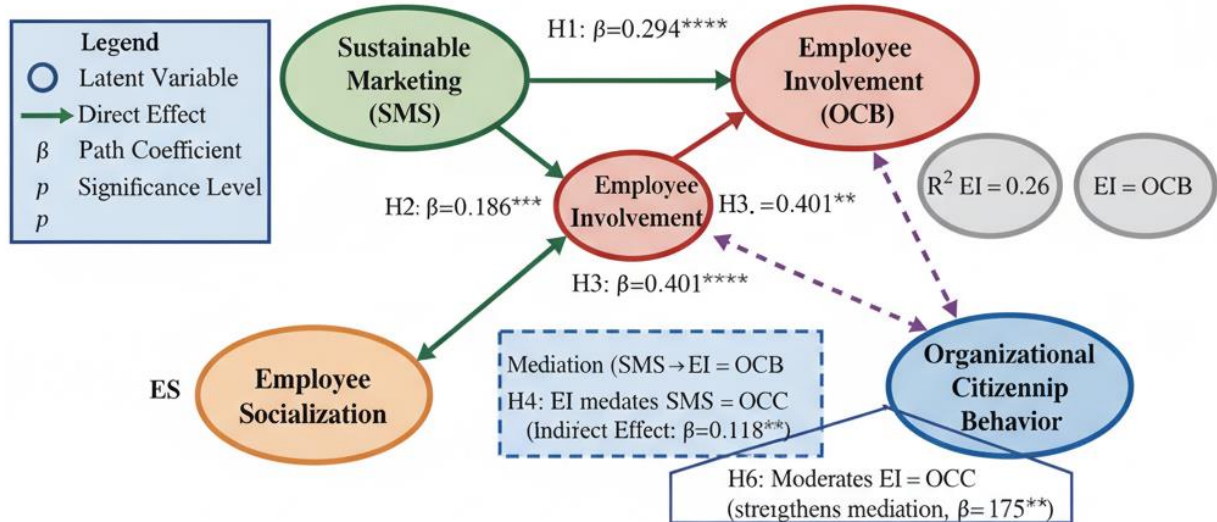 Legend
Latent Variable
Direct Effect
β Path Coefficient
p Significance Level
p
Sustainable
Marketing
(SMS)
H1: β=0.294****
Employee
Involvement
(OCB)
H2: β=0.186***
Employee
Involvement
H3. =0.401**
H3: β=0.401****
R² EI = 0.26
EI = OCB
ES
Employee
Socialization
Mediation (SMS→EI = OCB
H4: EI medates SMS = OCC
(Indirect Effect: β=0.118**)
Organizational
Citizennip
Behavior
H6: Moderates EI = OCC
(strengthens mediation, β= 175**)